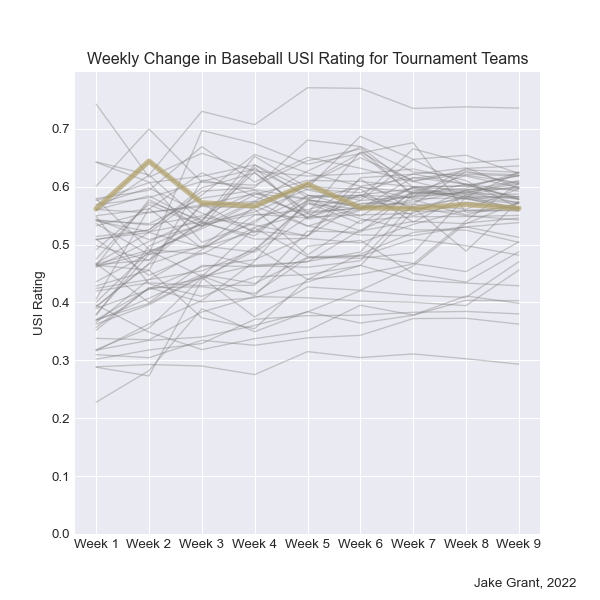 Weekly Change in Baseball USI Rating for Tournament Teams
USI Rating
0.7
0.6
0.5
0.4
0.3
0.2
0.1
0.0
Week 1 Week 2 Week 3 Week 4 Week 5 Week 6 Week 7 Week 8 Week 9
Jake Grant, 2022